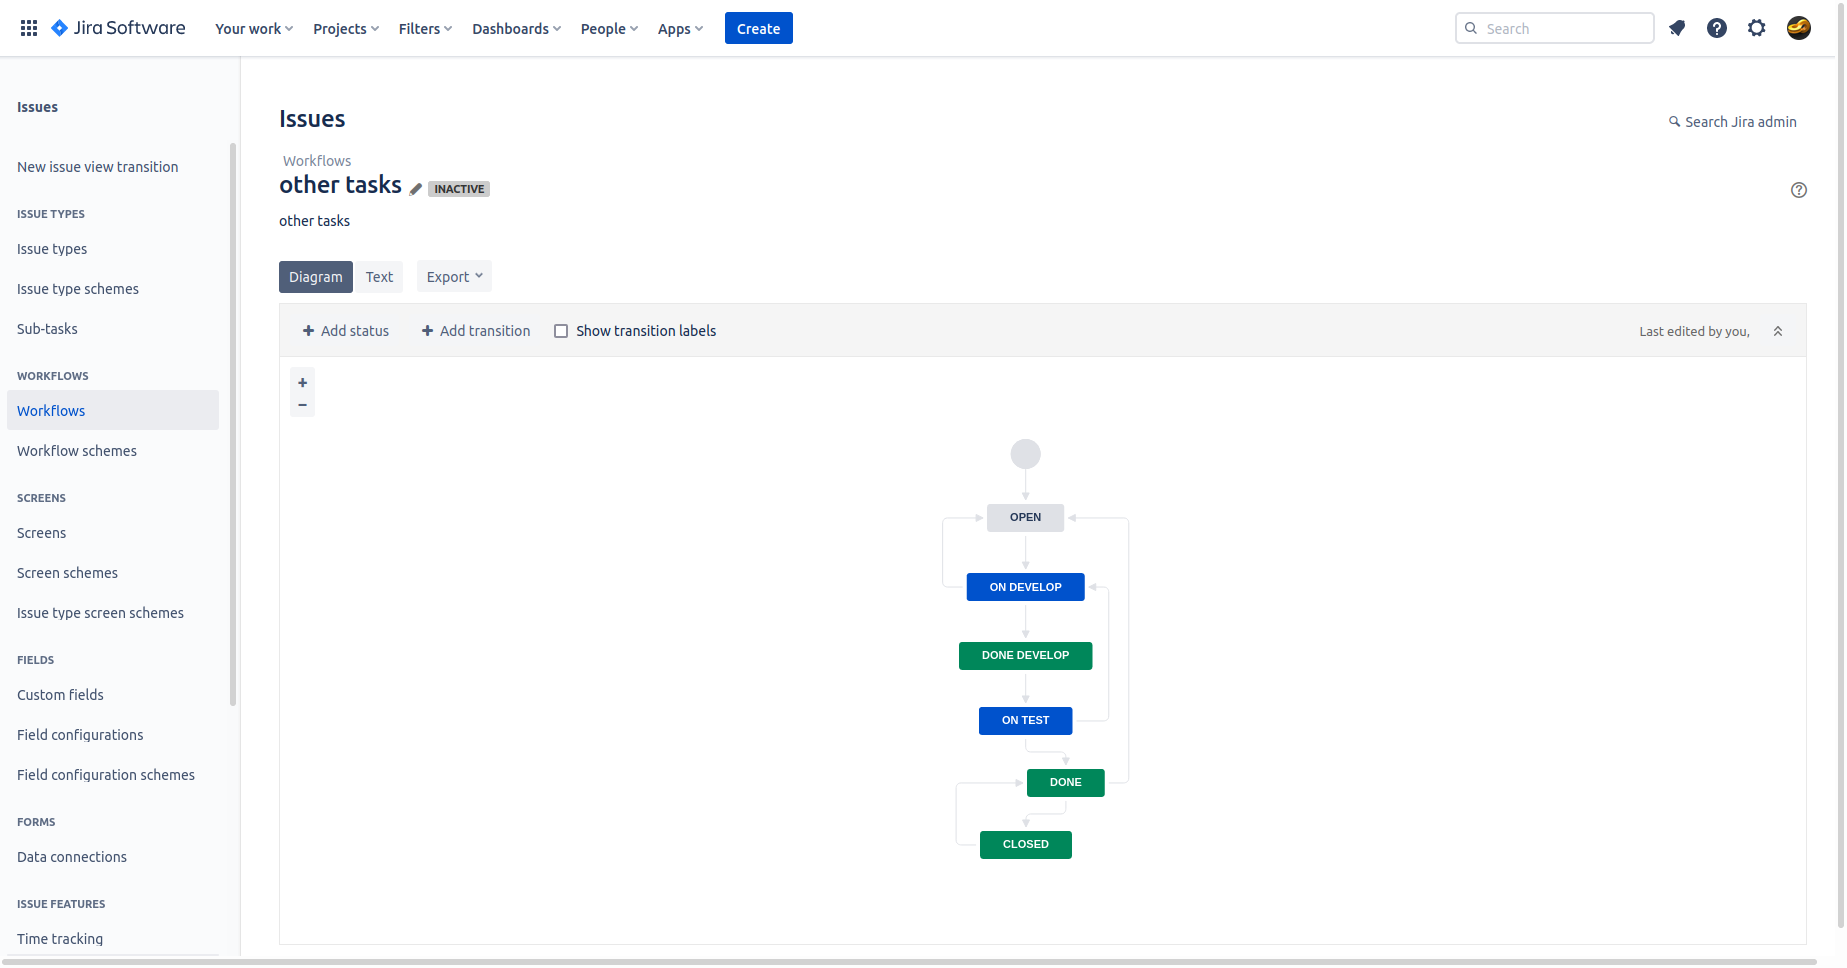 Jira Software
Your work
Projects
Filters
Dashboards
People
Apps
Create
Search
Issues
New issue view transition
ISSUE TYPES
Issue types
Issue type schemes
Sub-tasks
WORKFLOWS
Workflows
Workflow schemes
SCREENS
Screens
Screen schemes
Issue type screen schemes
FIELDS
Custom fields
Field configurations
Field configuration schemes
FORMS
Data connections
ISSUE FEATURES
Time tracking
Issues
Search Jira admin
Workflows
other tasks INACTIVE
other tasks
Diagram
Text
Export
Add status
Add transition
Show transition labels
Last edited by you,
OPEN
ON DEVELOP
DONE DEVELOP
ON TEST
DONE
CLOSED